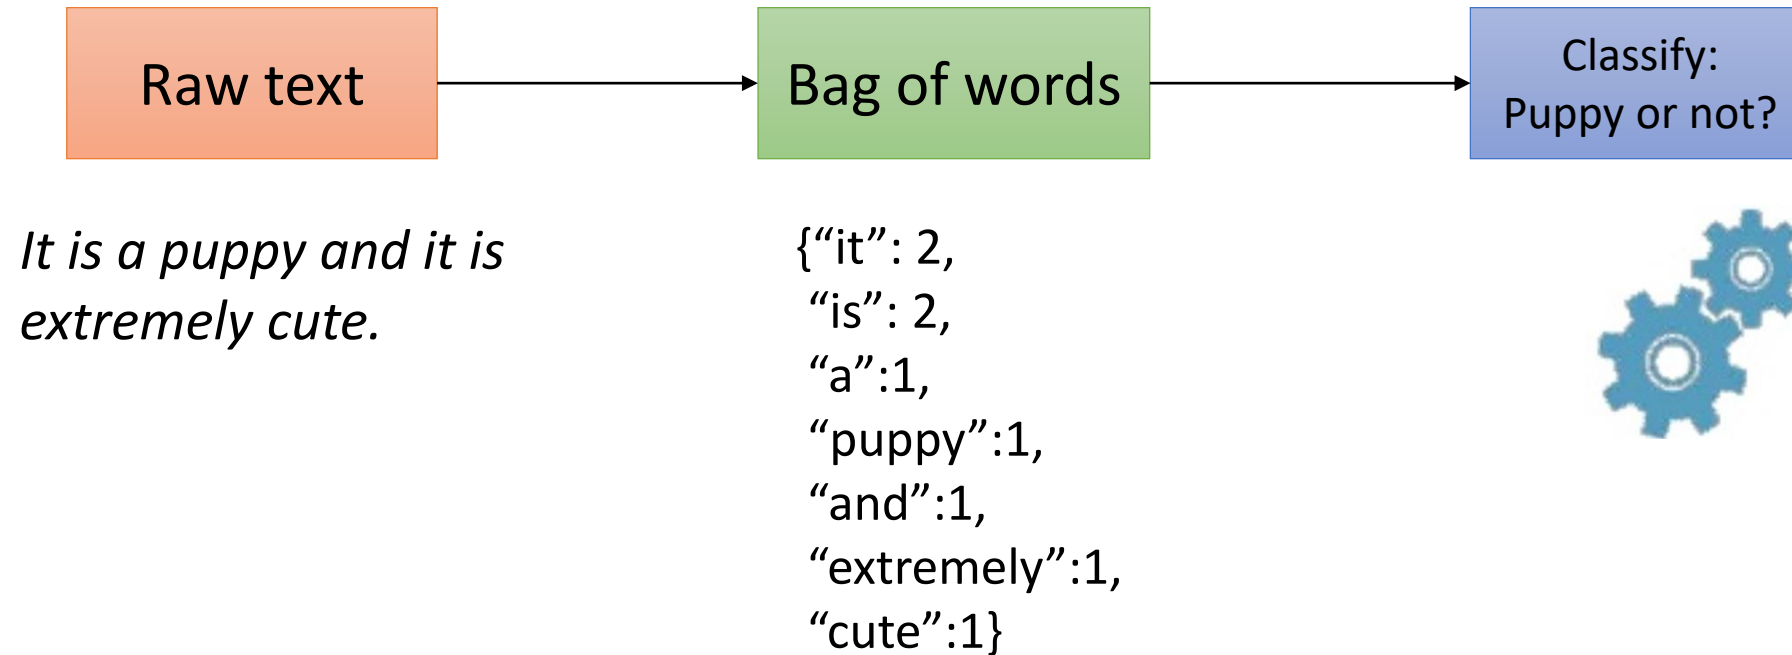 Raw text
Bag of words
Classify:
Puppy or not?
It is a puppy and it is
extremely cute.
{“it”: 2,
“is”: 2,
“a”:1,
“puppy”:1,
“and”:1,
“extremely”:1,
“cute”:1}